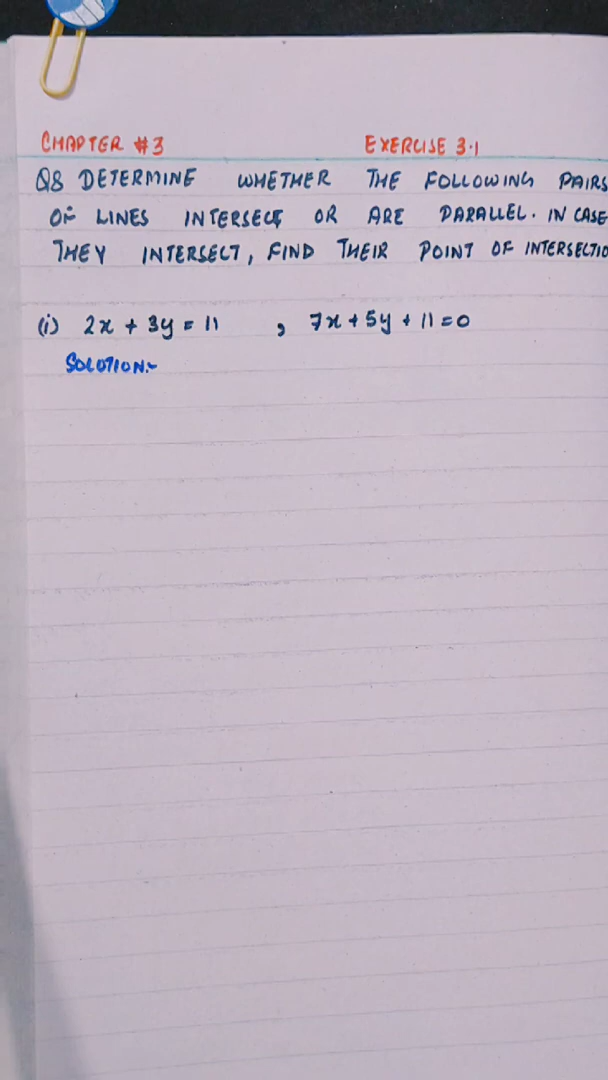 CHAPTER #3 EXERCISE 3.1
Q8 DETERMINE WHETHER THE FOLLOWING PAIRS
OF LINES INTERSECT OR ARE PARALLEL. IN CASE
THEY INTERSECT, FIND THEIR POINT OF INTERSECTIO
(i) 2x + 3y = 11 , 7x + 5y + 11 = 0
SOLUTION:-